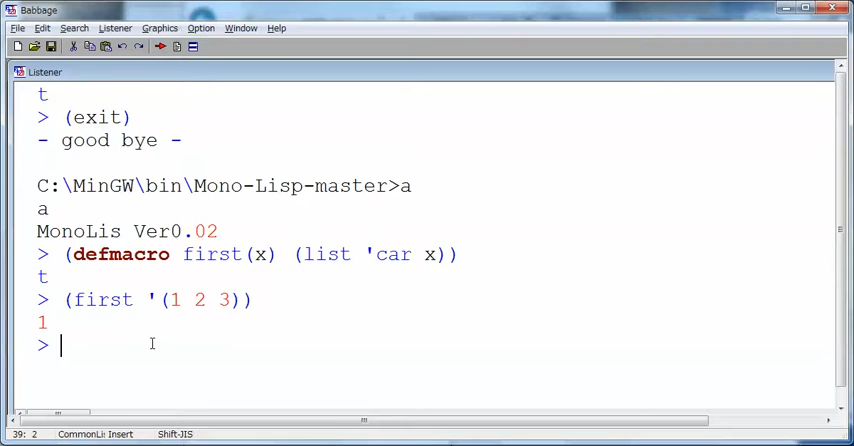 Babbage
File Edit Search Listener Graphics Option Window Help
Listener
t
> (exit)
- good bye -
C:\MinGW\bin\Mono-Lisp-master>a
a
MonoLis Ver0.02
> (defmacro first(x) (list 'car x))
t
> (first '(1 2 3))
1
>
39: 2 CommonLi: Insert Shift-JIS